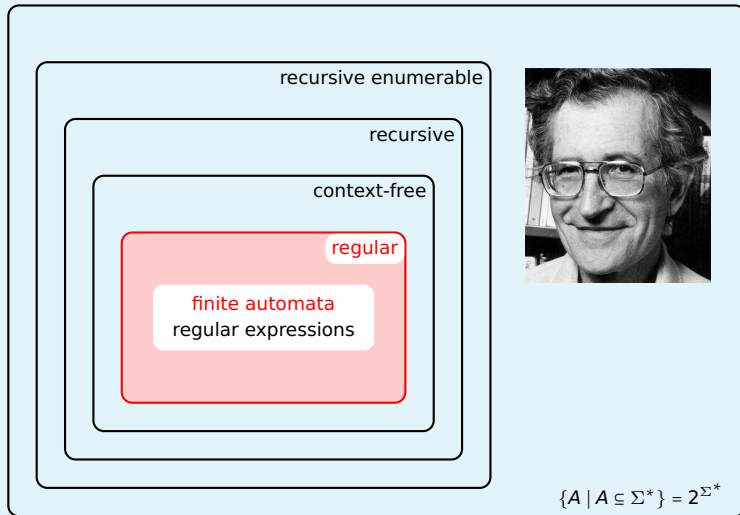 recursive enumerable
recursive
context-free
regular
finite automata
regular expressions
{A | A ⊆ Σ*} = 2^Σ*